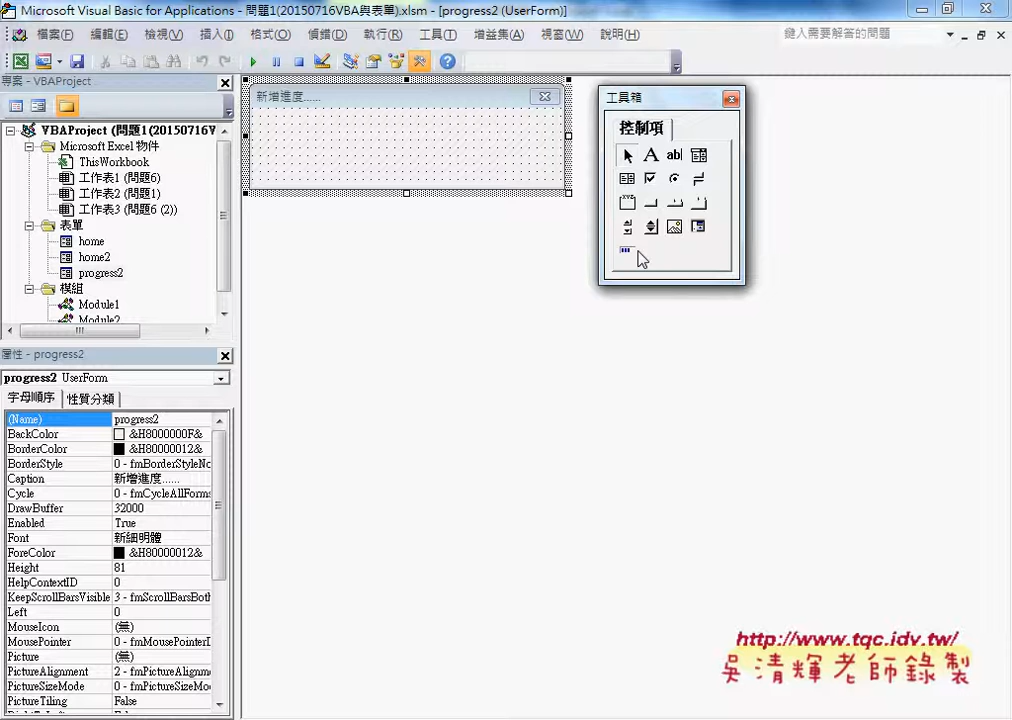 Microsoft Visual Basic for Applications - 問題1(20150716VBA與表單).xlsm - [progress2 (UserForm)]
檔案(F) 編輯(E) 檢視(V) 插入(I) 格式(O) 偵錯(D) 執行(R) 工具(T) 增益集(A) 視窗(W) 說明(H) 鍵入需要解答的問題
專案 - VBAProject
VBAProject (問題1(20150716V
Microsoft Excel 物件
ThisWorkbook
工作表1 (問題6)
工作表2 (問題1)
工作表3 (問題6 (2))
表單
home
home2
progress2
模組
Module1
Module2
新增進度......
工具箱
控制項
A ab
屬性 - progress2
progress2 UserForm
字母順序 性質分類
(Name) progress2
BackColor &H8000000F&
BorderColor &H80000012&
BorderStyle 0 - fmBorderStyleNo
Caption 新增進度......
Cycle 0 - fmCycleAllForms
DrawBuffer 32000
Enabled True
Font 新細明體
ForeColor &H80000012&
Height 81
HelpContextID 0
KeepScrollBarsVisible 3 - fmScrollBarsBoth
Left 0
MouseIcon (無)
MousePointer 0 - fmMousePointerD
Picture (無)
PictureAlignment 2 - fmPictureAlignme
PictureSizeMode 0 - fmPictureSizeMo
PictureTiling False
http://www.tqc.idv.tw/
吳清輝老師錄製